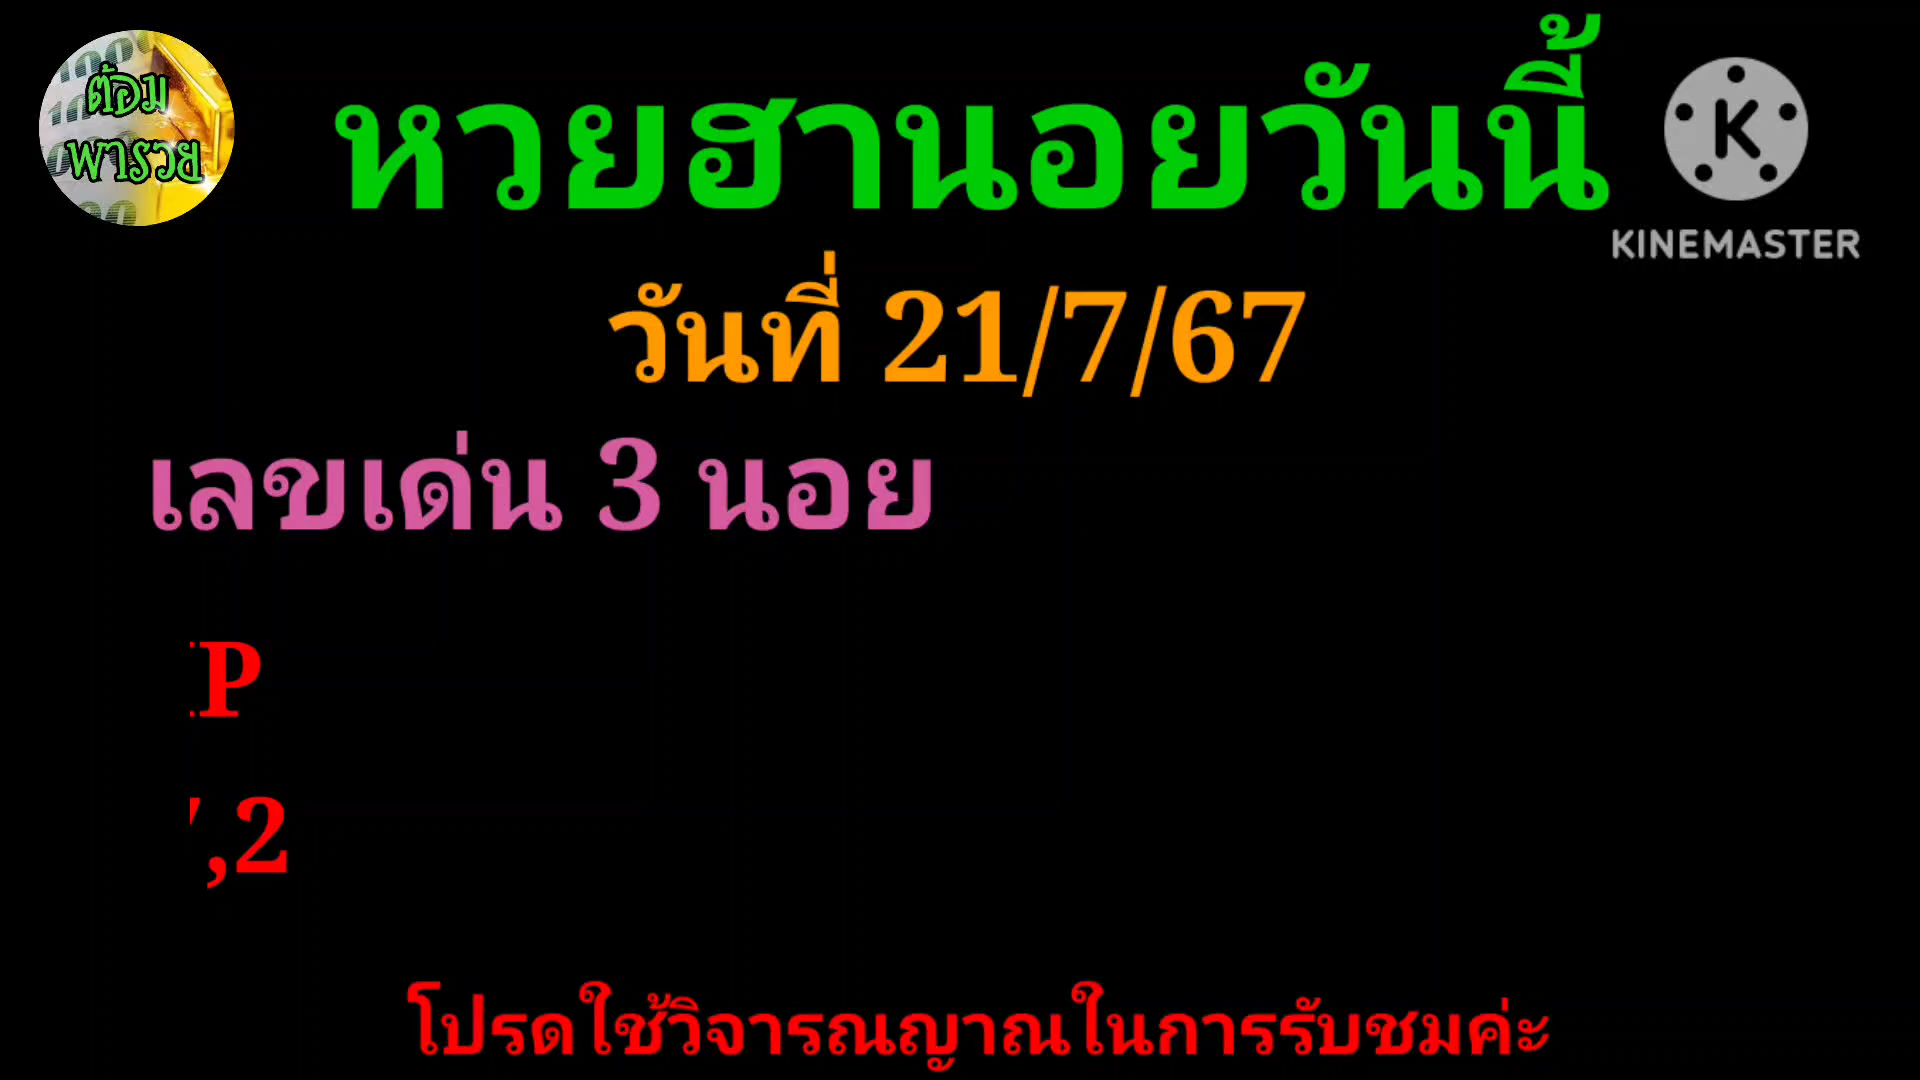 ต้อม
พารวย
หวยฮานอยวันนี้
KINEMASTER
วันที่ 21/7/67
เลขเด่น 3 นอย
P
,2
โปรดใช้วิจารณญาณในการรับชมค่ะ